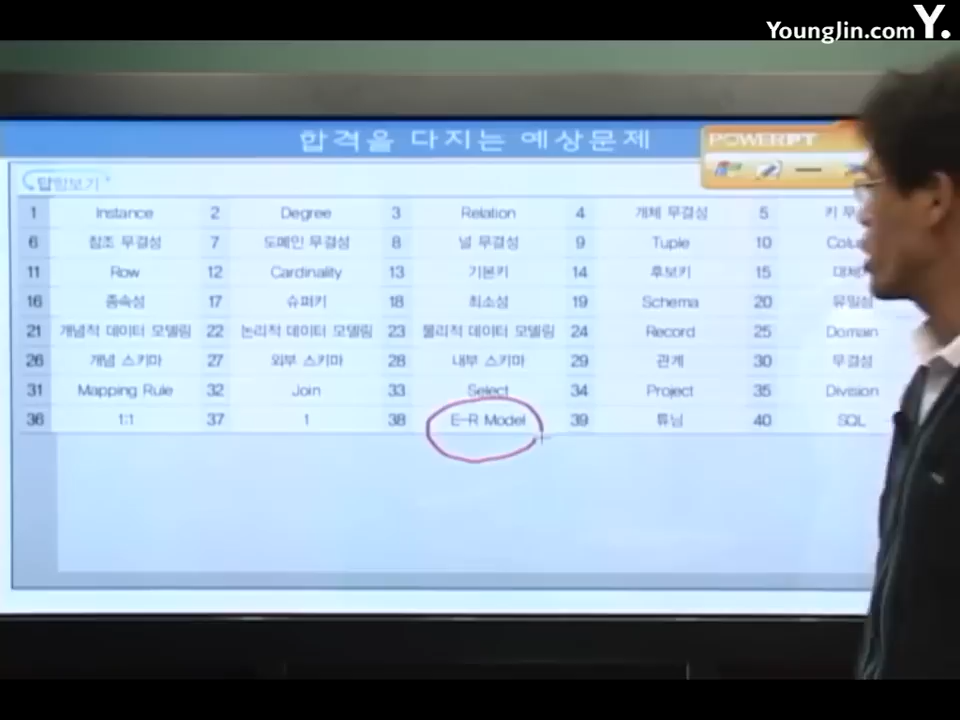 YoungJin.com Y.
합격을 다지는 예상문제
POWERPT
답항보기
1 Instance 2 Degree 3 Relation 4 개체 무결성 5 키
6 참조 무결성 7 도메인 무결성 8 널 무결성 9 Tuple 10
11 Row 12 Cardinality 13 기본키 14 후보키 15
16 종속성 17 슈퍼키 18 최소성 19 Schema 20 유일성
21 개념적 데이터 모델링 22 논리적 데이터 모델링 23 물리적 데이터 모델링 24 Record 25 Domain
26 개념 스키마 27 외부 스키마 28 내부 스키마 29 관계 30 무결성
31 Mapping Rule 32 Join 33 Select 34 Project 35 Division
36 1:1 37 1 38 E-R Model 39 튜닝 40 SQL